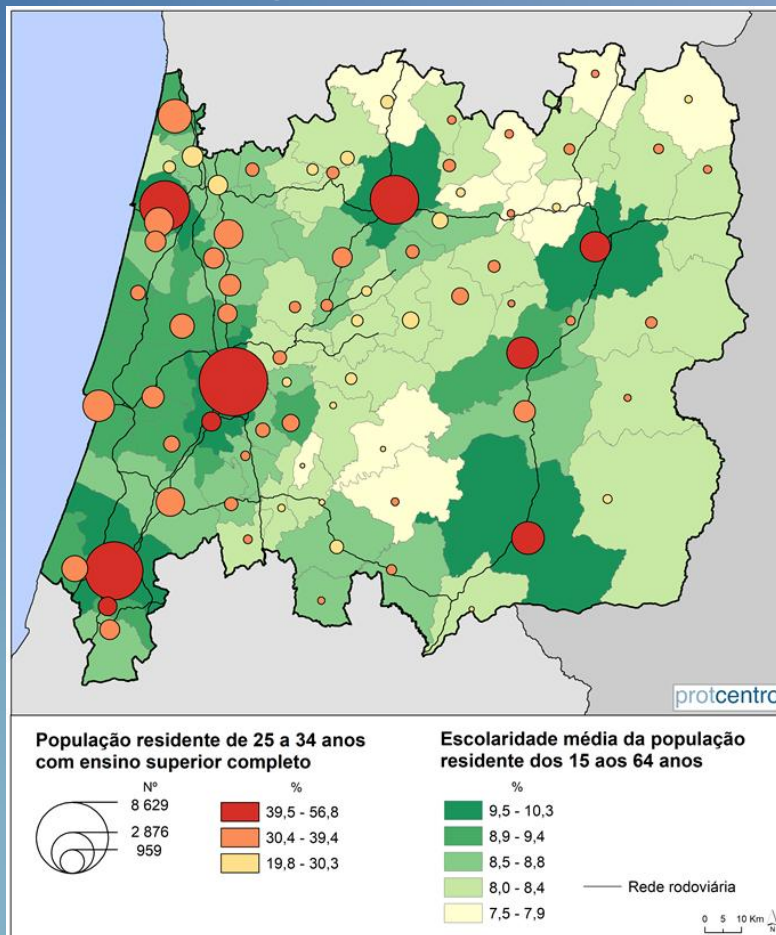 protcentro
População residente de 25 a 34 anos
com ensino superior completo
Nº
8 629
2 876
959
%
39,5 - 56,8
30,4 - 39,4
19,8 - 30,3
Escolaridade média da população
residente dos 15 aos 64 anos
%
9,5 - 10,3
8,9 - 9,4
8,5 - 8,8
8,0 - 8,4
7,5 - 7,9
Rede rodoviária
0 5 10 Km
N